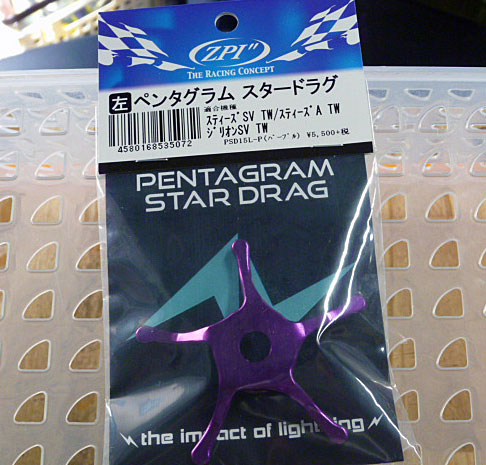 ZPI"
THE RACING CONCEPT
左 ペンタグラム スタードラグ
適合機種
スティーズSV TW/スティーズA TW
ジリオンSV TW
PSD15L-P(パープル) ¥5,500+税
4580168535072
PENTAGRAM
STAR DRAG
the impact of lightning